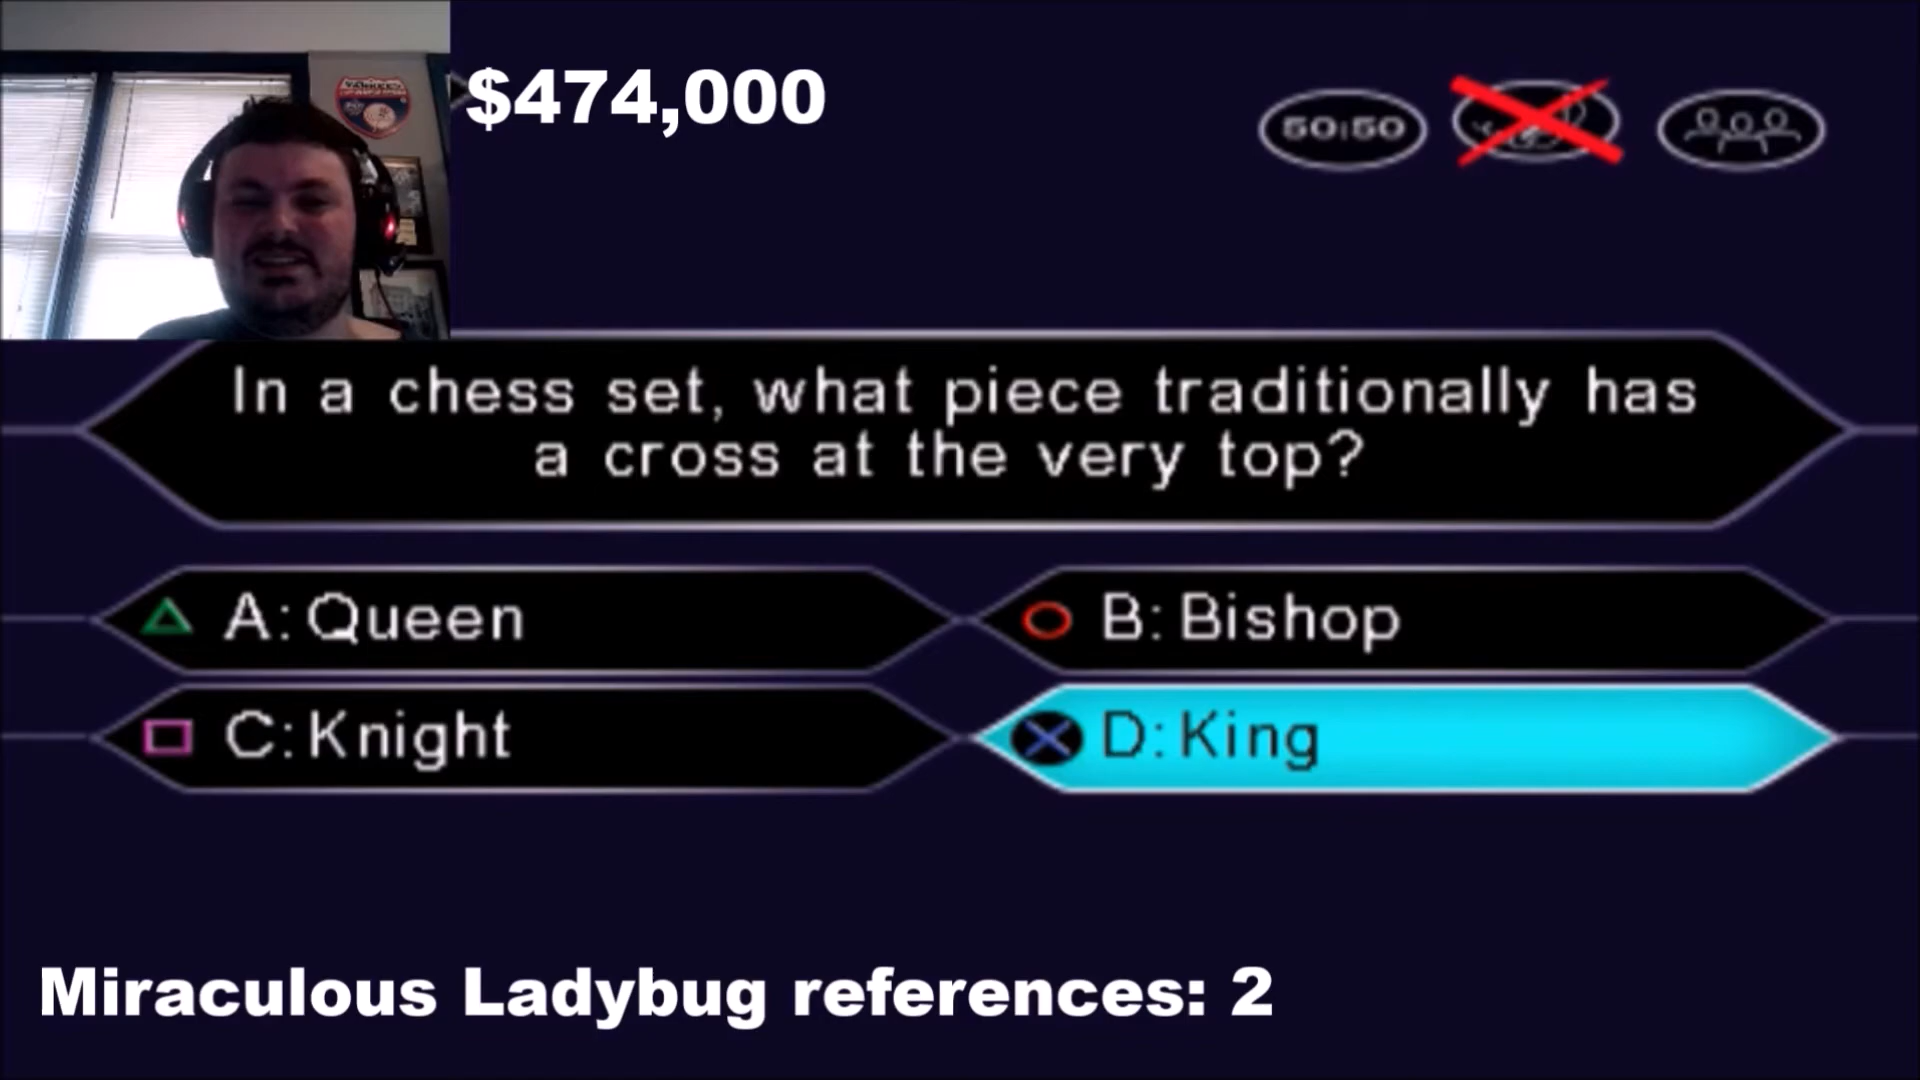 $474,000
50:50
In a chess set, what piece traditionally has
a cross at the very top?
A: Queen
B: Bishop
C: Knight
D: King
Miraculous Ladybug references: 2